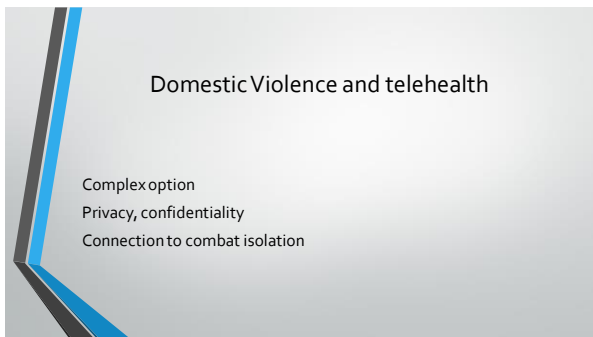 Domestic Violence and telehealth
Complex option
Privacy, confidentiality
Connection to combat isolation